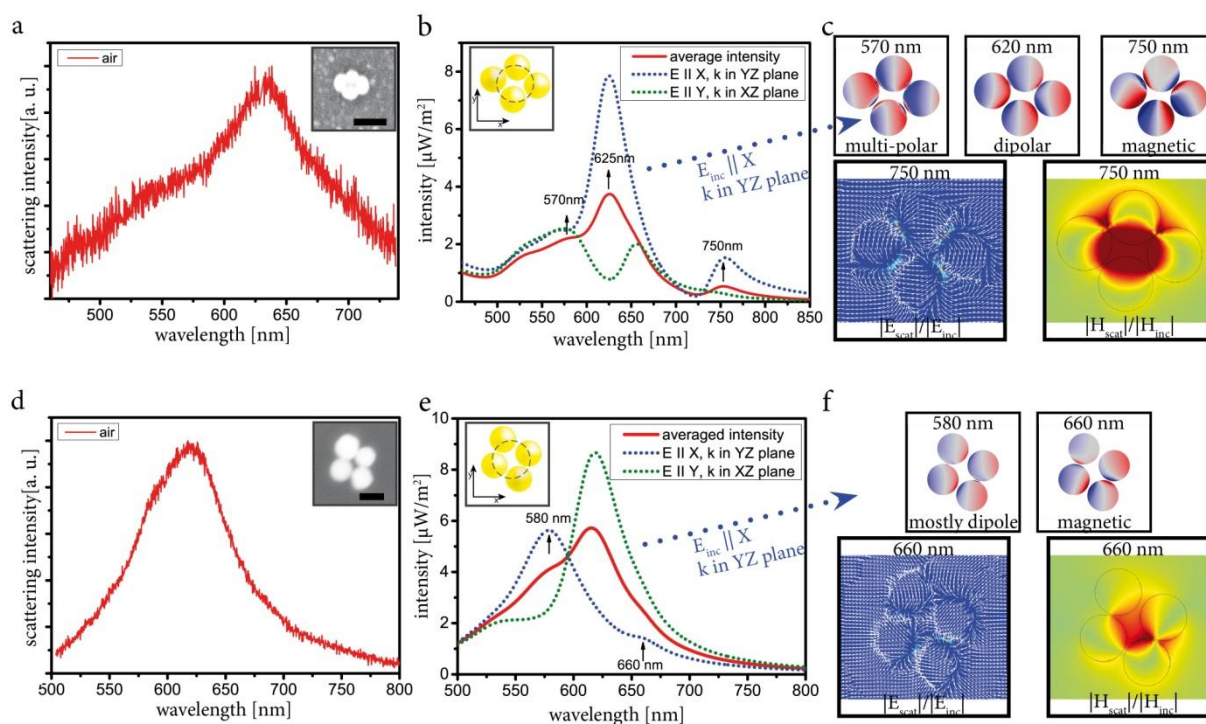 a
air
scattering intensity[a. u.]
500 550 600 650 700
wavelength [nm]
b
y
x
average intensity
E || X, k in YZ plane
E || Y, k in XZ plane
intensity [µW/m²]
8
6
4
2
0
570nm
625nm
750nm
500 550 600 650 700 750 800 850
wavelength [nm]
E_inc || X
k in YZ plane
c
570 nm
multi-polar
620 nm
dipolar
750 nm
magnetic
750 nm
|E_scat|/|E_inc|
750 nm
|H_scat|/|H_inc|
d
air
scattering intensity[a. u.]
500 550 600 650 700 750 800
wavelength [nm]
e
y
x
averaged intensity
E || X, k in YZ plane
E || Y, k in XZ plane
intensity [µW/m²]
10
8
6
4
2
0
580 nm
660 nm
500 550 600 650 700 750 800
wavelength [nm]
E_inc || X
k in YZ plane
f
580 nm
mostly dipole
660 nm
magnetic
660 nm
|E_scat|/|E_inc|
660 nm
|H_scat|/|H_inc|